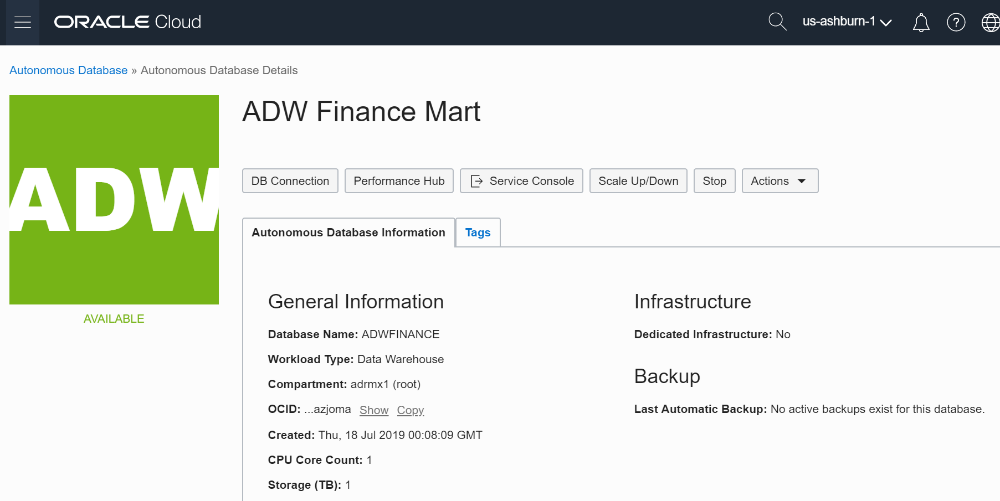 ORACLE Cloud
us-ashburn-1
?
Autonomous Database » Autonomous Database Details
ADW
AVAILABLE
ADW Finance Mart
DB Connection
Performance Hub
Service Console
Scale Up/Down
Stop
Actions
Autonomous Database Information
Tags
General Information
Database Name: ADWFINANCE
Workload Type: Data Warehouse
Compartment: adrmx1 (root)
OCID: ...azjoma Show Copy
Created: Thu, 18 Jul 2019 00:08:09 GMT
CPU Core Count: 1
Storage (TB): 1
Infrastructure
Dedicated Infrastructure: No
Backup
Last Automatic Backup: No active backups exist for this database.